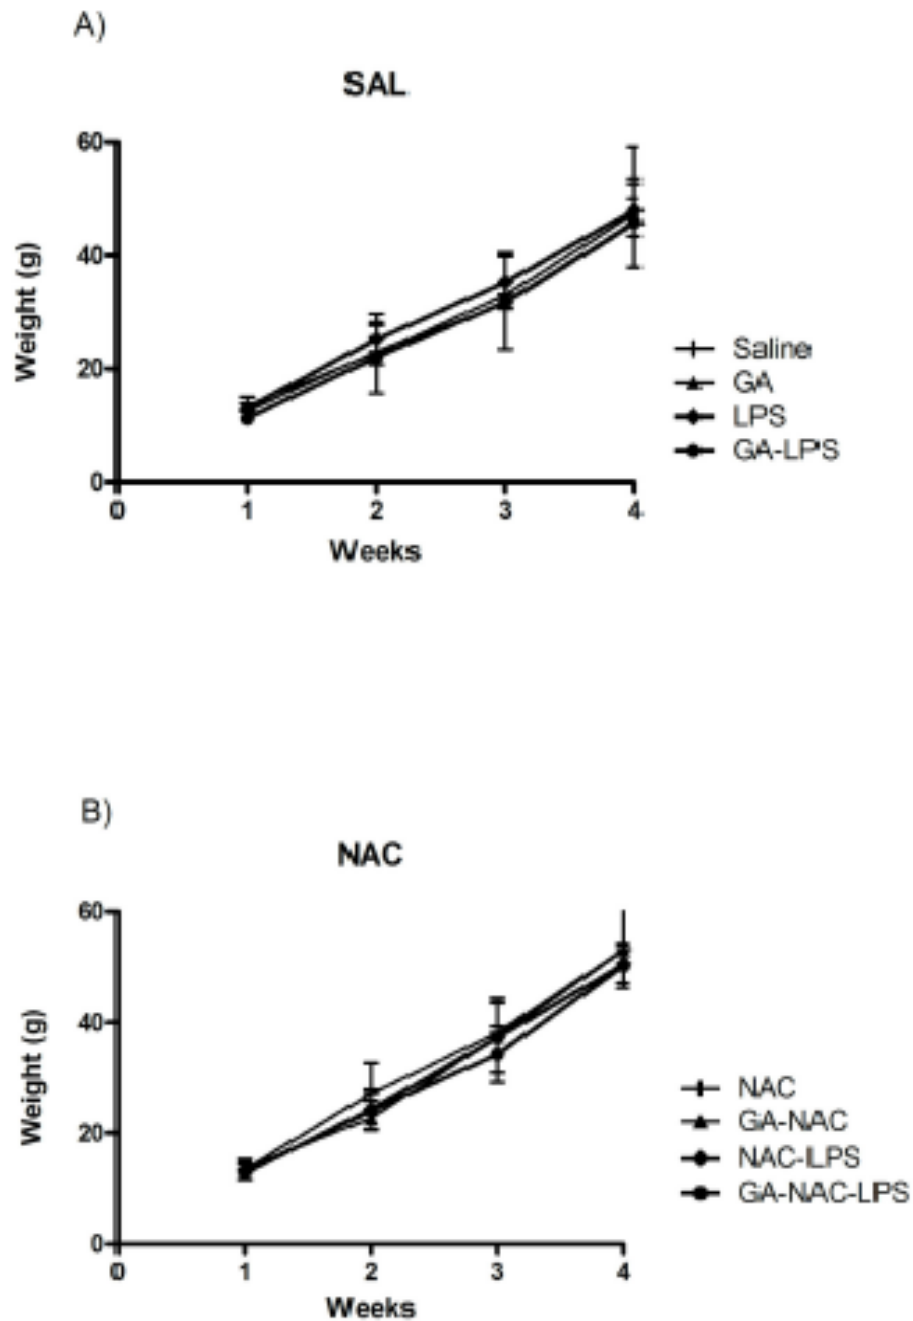 A)
SAL
60
40
20
0
Weight (g)
0 1 2 3 4
Weeks
Saline
GA
LPS
GA-LPS
B)
NAC
60
40
20
0
Weight (g)
0 1 2 3 4
Weeks
NAC
GA-NAC
NAC-LPS
GA-NAC-LPS